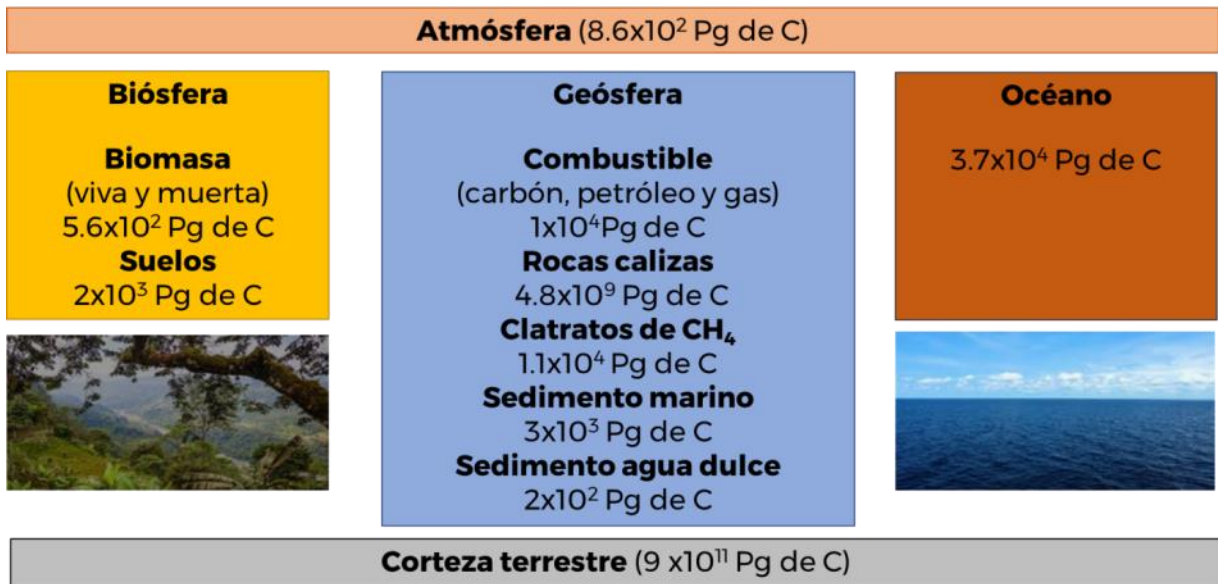 Atmósfera (8.6x10² Pg de C)
Biósfera
Biomasa
(viva y muerta)
5.6x10² Pg de C
Suelos
2x10³ Pg de C
Geósfera
Combustible
(carbón, petróleo y gas)
1x10⁴Pg de C
Rocas calizas
4.8x10⁹ Pg de C
Clatratos de CH₄
1.1x10⁴ Pg de C
Sedimento marino
3x10³ Pg de C
Sedimento agua dulce
2x10² Pg de C
Océano
3.7x10⁴ Pg de C
Corteza terrestre (9 x10¹¹ Pg de C)